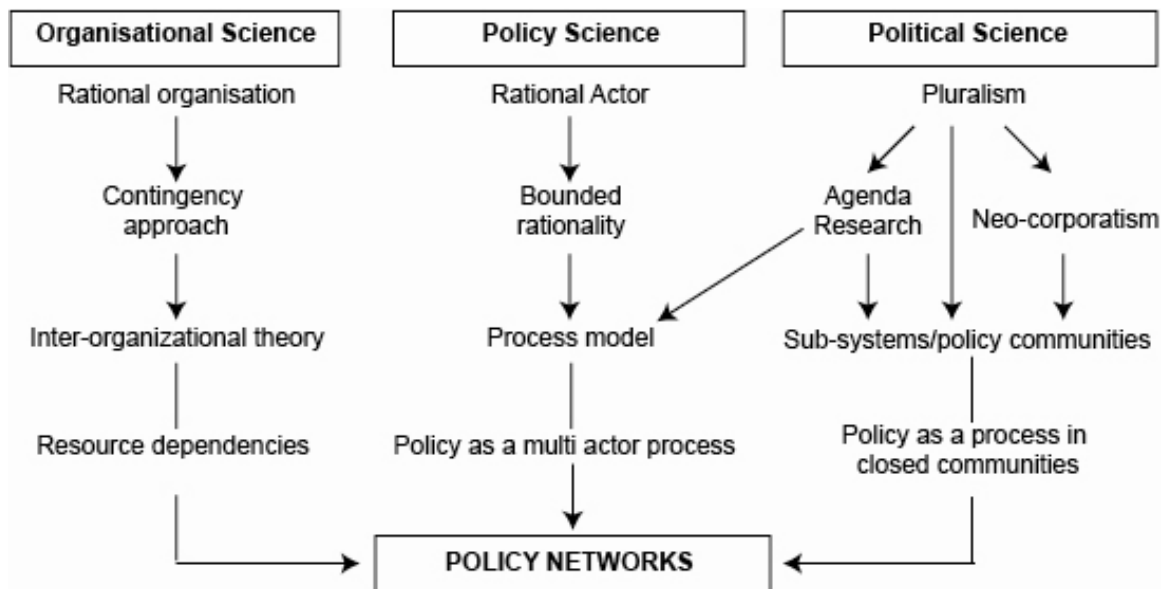 Organisational Science
Policy Science
Political Science
Rational organisation
Rational Actor
Pluralism
Contingency
approach
Bounded
rationality
Agenda
Research
Neo-corporatism
Inter-organizational theory
Process model
Sub-systems/policy communities
Resource dependencies
Policy as a multi actor process
Policy as a process in
closed communities
POLICY NETWORKS